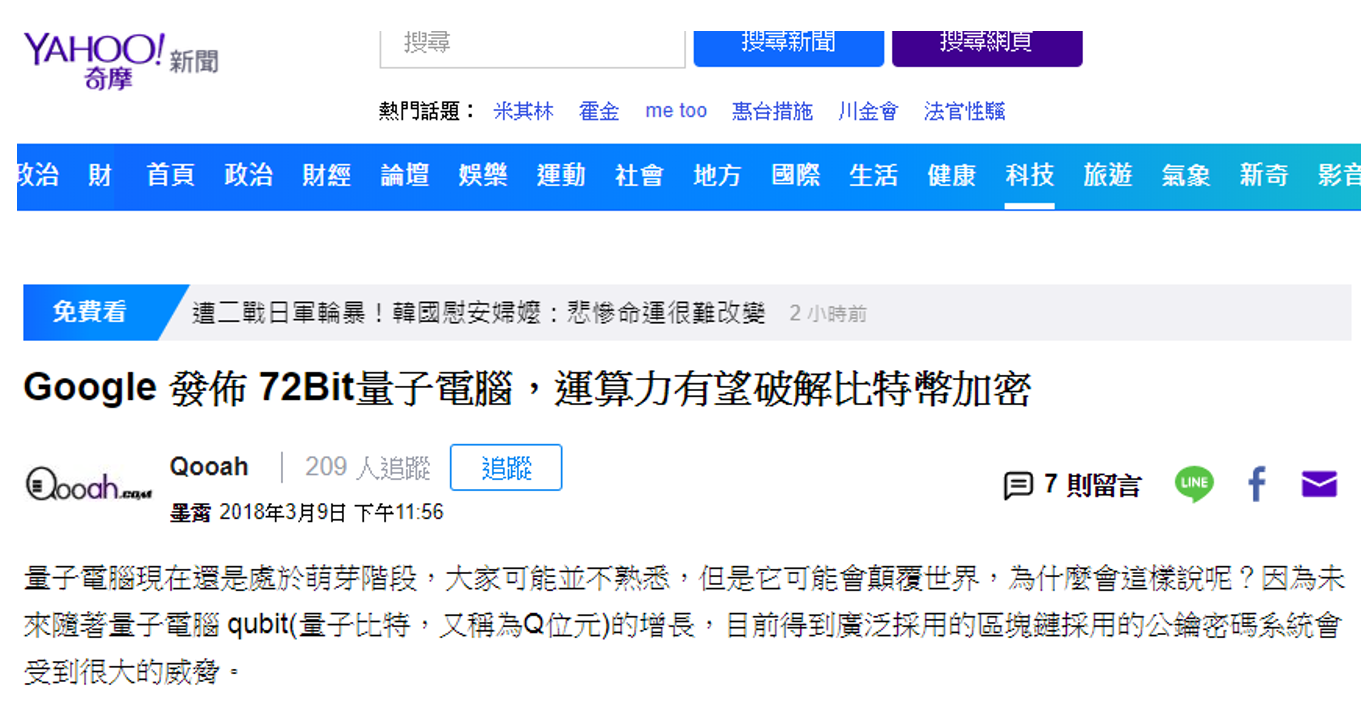 YAHOO! 奇摩 新聞
搜尋 搜尋新聞 搜尋網頁
熱門話題： 米其林 霍金 me too 惠台措施 川金會 法官性騷
政治 財 首頁 政治 財經 論壇 娛樂 運動 社會 地方 國際 生活 健康 科技 旅遊 氣象 新奇 影音
免費看 遭二戰日軍輪暴！韓國慰安婦嬤：悲慘命運很難改變 2 小時前
Google 發佈 72Bit量子電腦，運算力有望破解比特幣加密
Qooah.com Qooah 209 人追蹤 追蹤
墨霄 2018年3月9日 下午11:56
7 則留言 LINE
量子電腦現在還是處於萌芽階段，大家可能並不熟悉，但是它可能會顛覆世界，為什麼會這樣說呢？因為未
來隨著量子電腦 qubit(量子比特，又稱為Q位元)的增長，目前得到廣泛採用的區塊鏈採用的公鑰密碼系統會
受到很大的威脅。